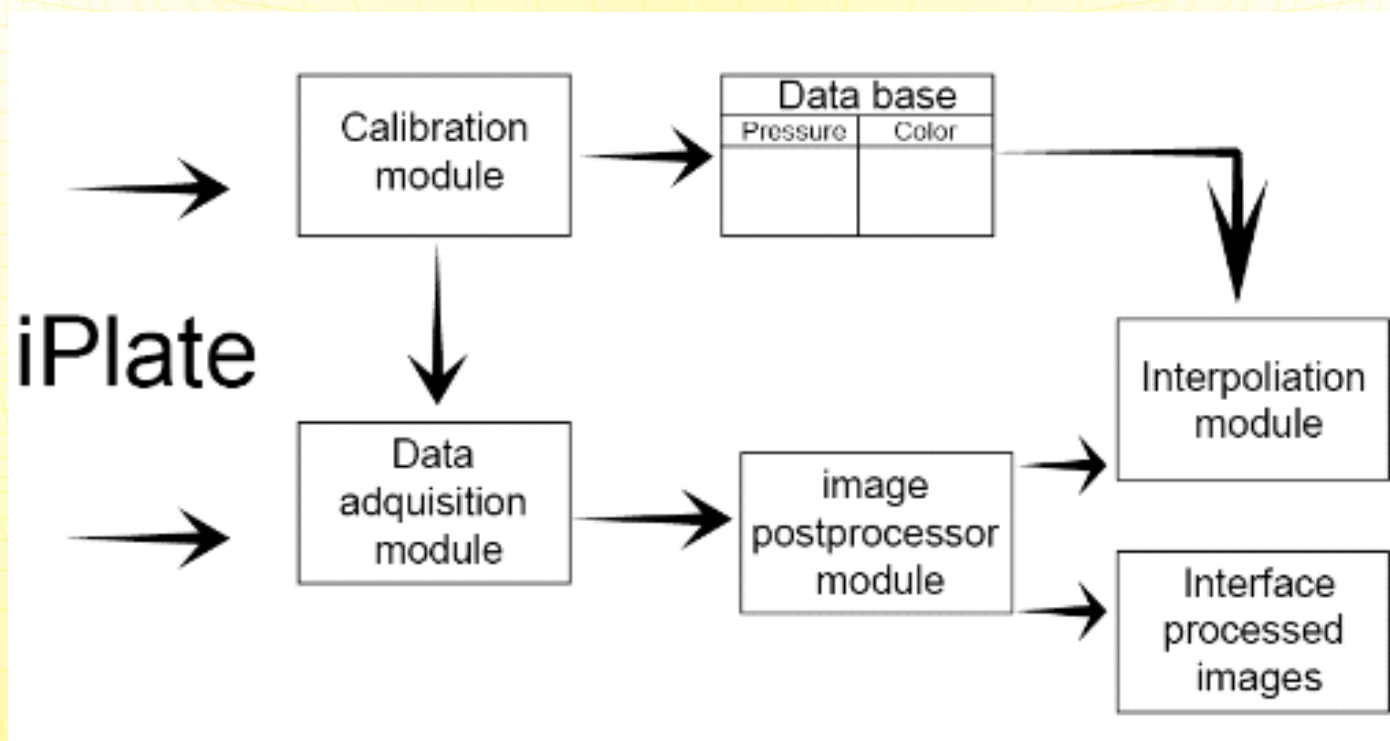 Calibration
module
Data base
Pressure Color
iPlate
Data
adquisition
module
image
postprocessor
module
Interpoliation
module
Interface
processed
images